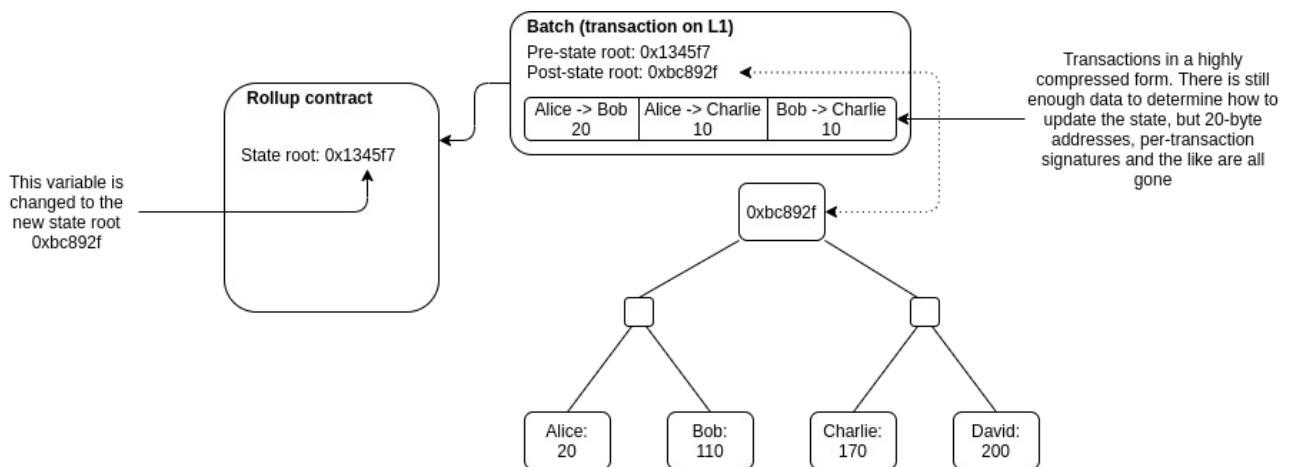 Batch (transaction on L1)
Pre-state root: 0x1345f7
Post-state root: 0xbc892f
Alice -> Bob
20
Alice -> Charlie
10
Bob -> Charlie
10
Transactions in a highly
compressed form. There is still
enough data to determine how to
update the state, but 20-byte
addresses, per-transaction
signatures and the like are all
gone
Rollup contract
State root: 0x1345f7
This variable is
changed to the
new state root
0xbc892f
0xbc892f
Alice:
20
Bob:
110
Charlie:
170
David:
200